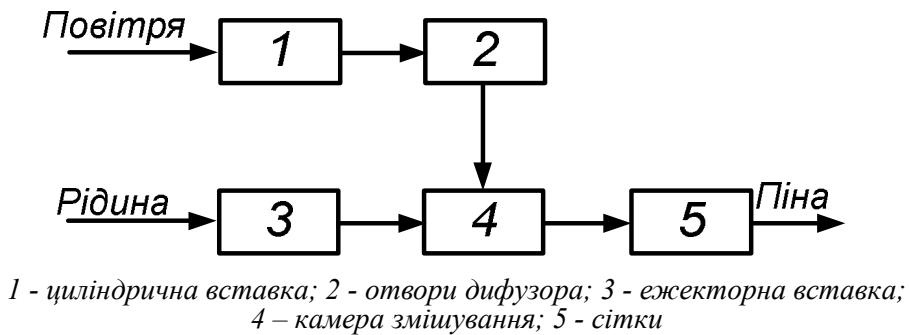 Повітря
1
2
Рідина
3
4
5
Піна
1 - циліндрична вставка; 2 - отвори дифузора; 3 - ежекторна вставка;
4 – камера змішування; 5 - сітки